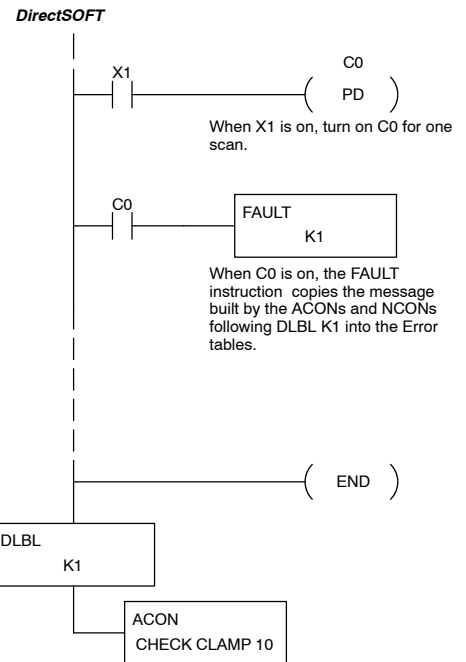 DirectSOFT
X1
C0
PD
When X1 is on, turn on C0 for one
scan.
C0
FAULT
K1
When C0 is on, the FAULT
instruction copies the message
built by the ACONs and NCONs
following DLBL K1 into the Error
tables.
END
DLBL
K1
ACON
CHECK CLAMP 10